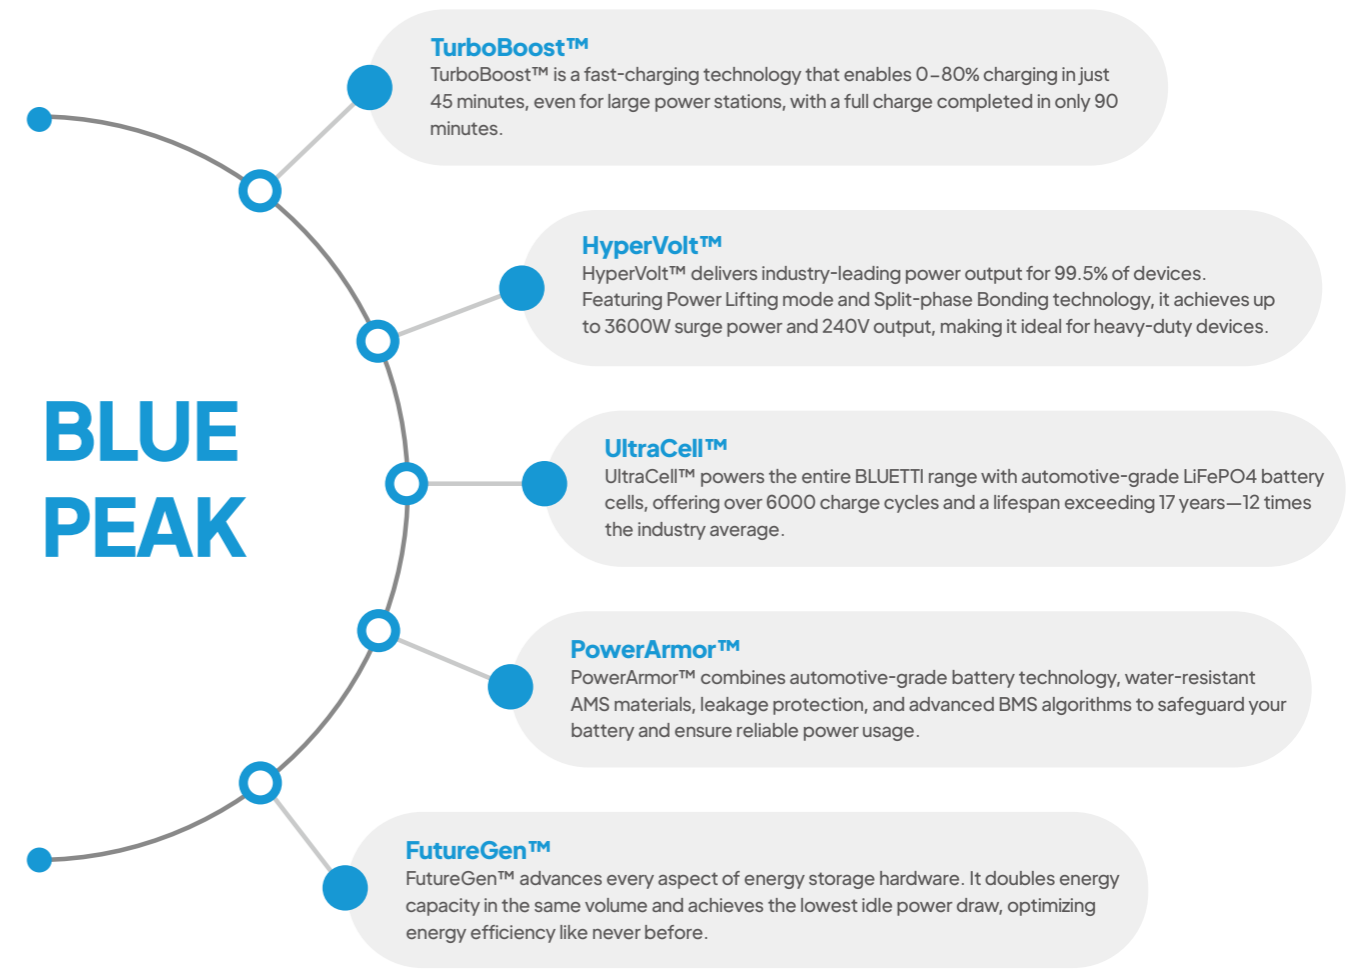 TurboBoost™
TurboBoost™ is a fast-charging technology that enables 0–80% charging in just
45 minutes, even for large power stations, with a full charge completed in only 90
minutes.
HyperVolt™
HyperVolt™ delivers industry-leading power output for 99.5% of devices.
Featuring Power Lifting mode and Split-phase Bonding technology, it achieves up
to 3600W surge power and 240V output, making it ideal for heavy-duty devices.
BLUE
PEAK
UltraCell™
UltraCell™ powers the entire BLUETTI range with automotive-grade LiFePO4 battery
cells, offering over 6000 charge cycles and a lifespan exceeding 17 years—12 times
the industry average.
PowerArmor™
PowerArmor™ combines automotive-grade battery technology, water-resistant
AMS materials, leakage protection, and advanced BMS algorithms to safeguard your
battery and ensure reliable power usage.
FutureGen™
FutureGen™ advances every aspect of energy storage hardware. It doubles energy
capacity in the same volume and achieves the lowest idle power draw, optimizing
energy efficiency like never before.